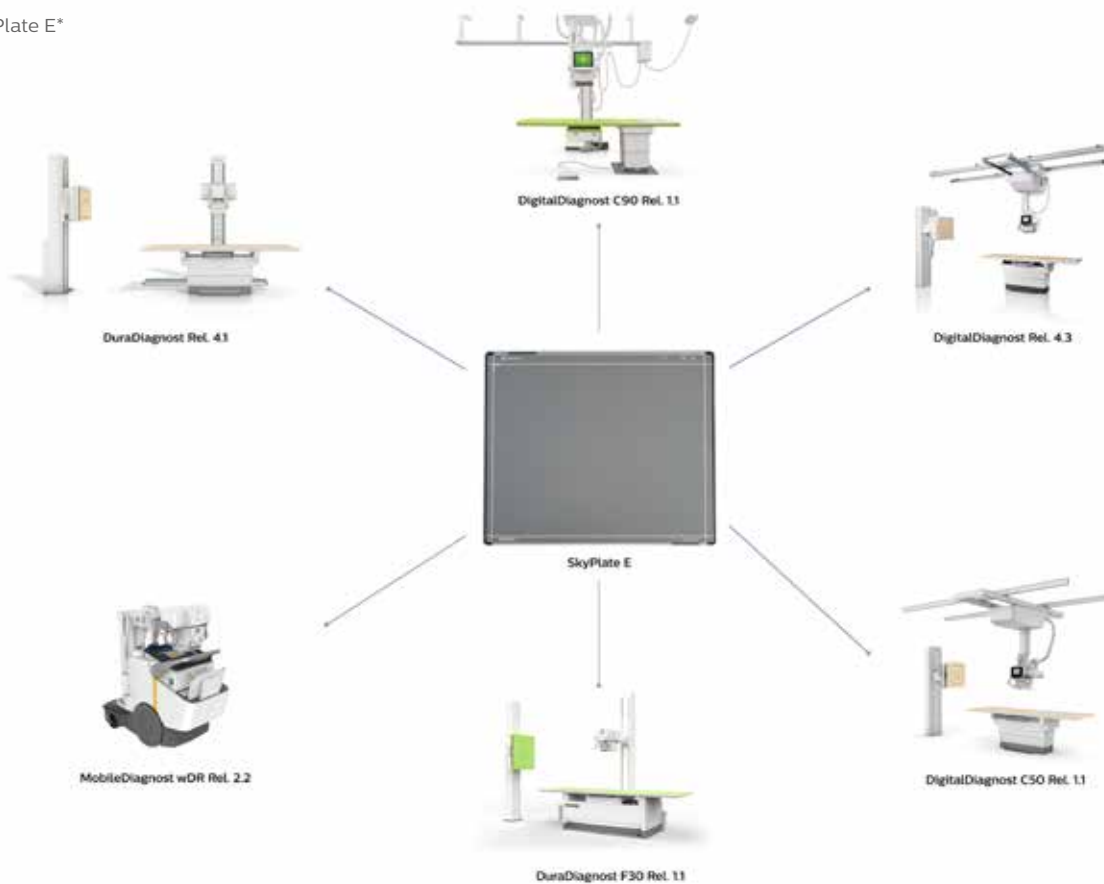 Plate E*
DigitalDiagnost C90 Rel. 1.1
DuraDiagnost Rel. 4.1
DigitalDiagnost Rel. 4.3
SkyPlate E
MobileDiagnost wDR Rel. 2.2
DigitalDiagnost C50 Rel. 1.1
DuraDiagnost F30 Rel. 1.1